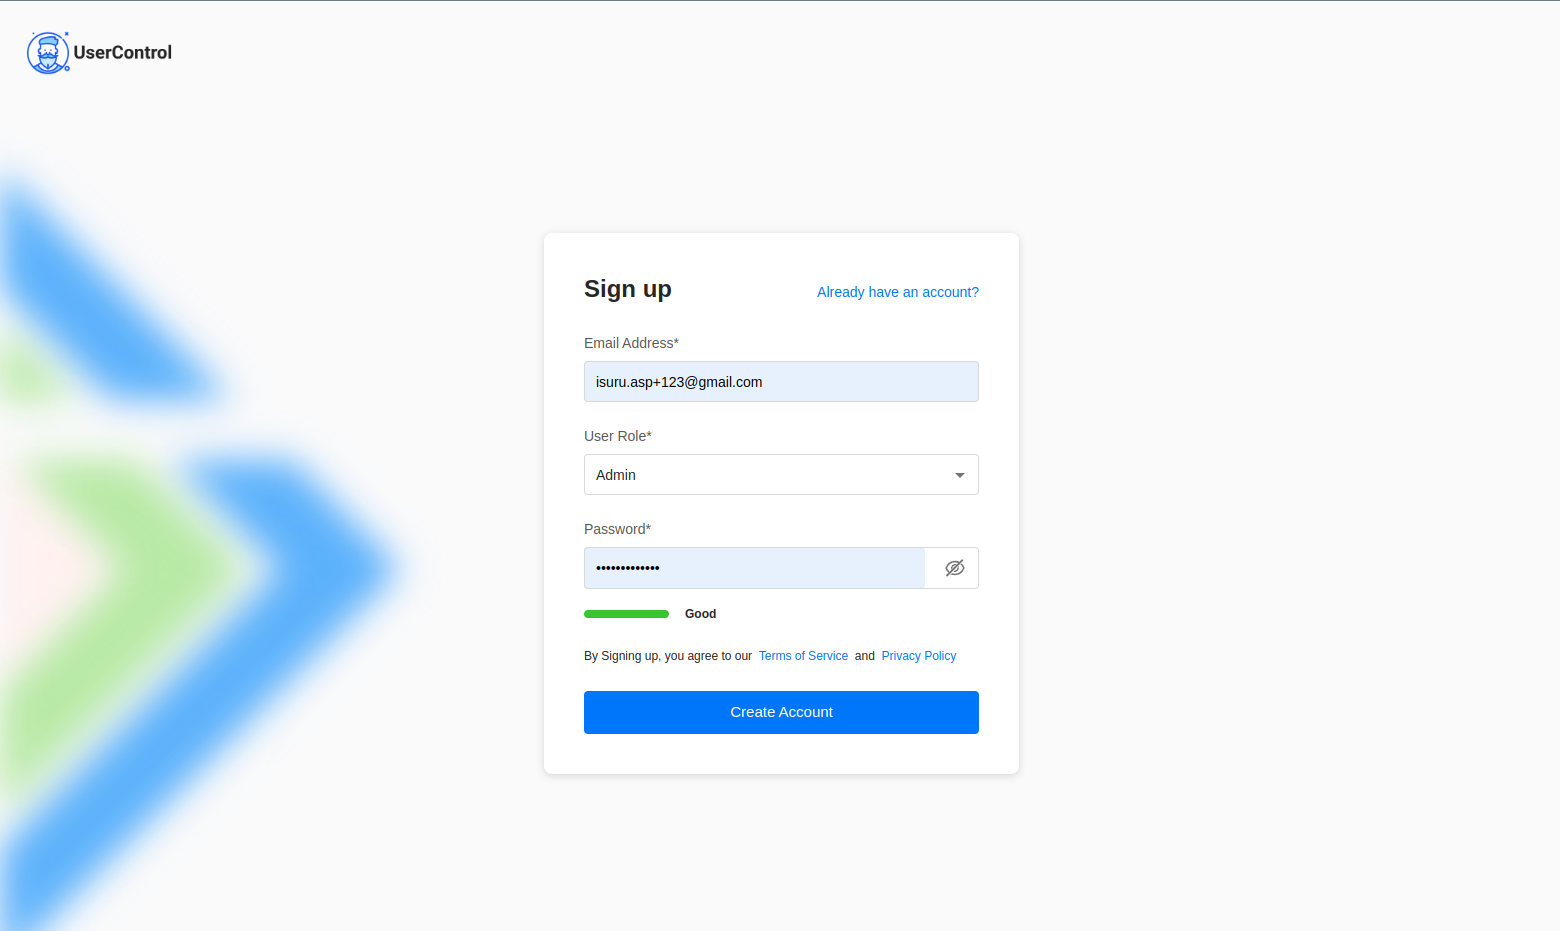 UserControl
Sign up
Already have an account?
Email Address*
isuru.asp+123@gmail.com
User Role*
Admin
Password*
•••••••••••••
Good
By Signing up, you agree to our Terms of Service and Privacy Policy
Create Account